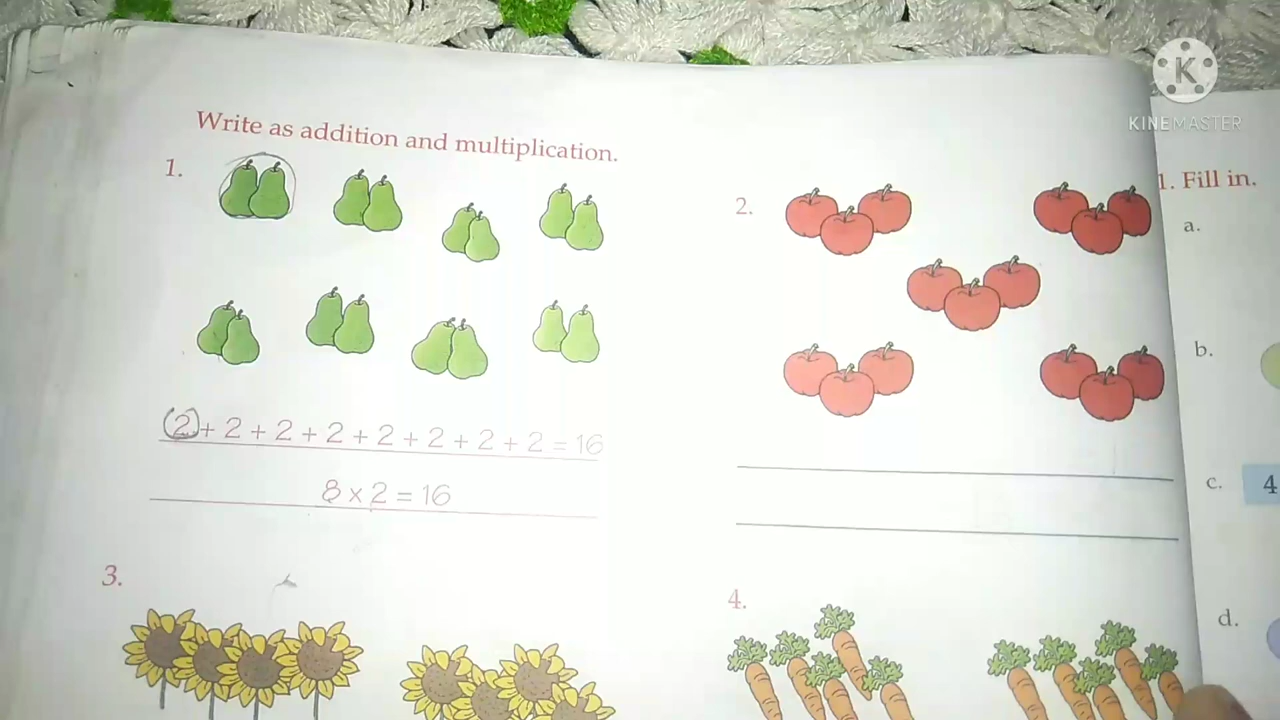 K
KINEMASTER
Write as addition and multiplication.
1.
2.
2 + 2 + 2 + 2 + 2 + 2 + 2 + 2 = 16
8 × 2 = 16
3.
4.
1. Fill in.
a.
b.
c. 4
d.